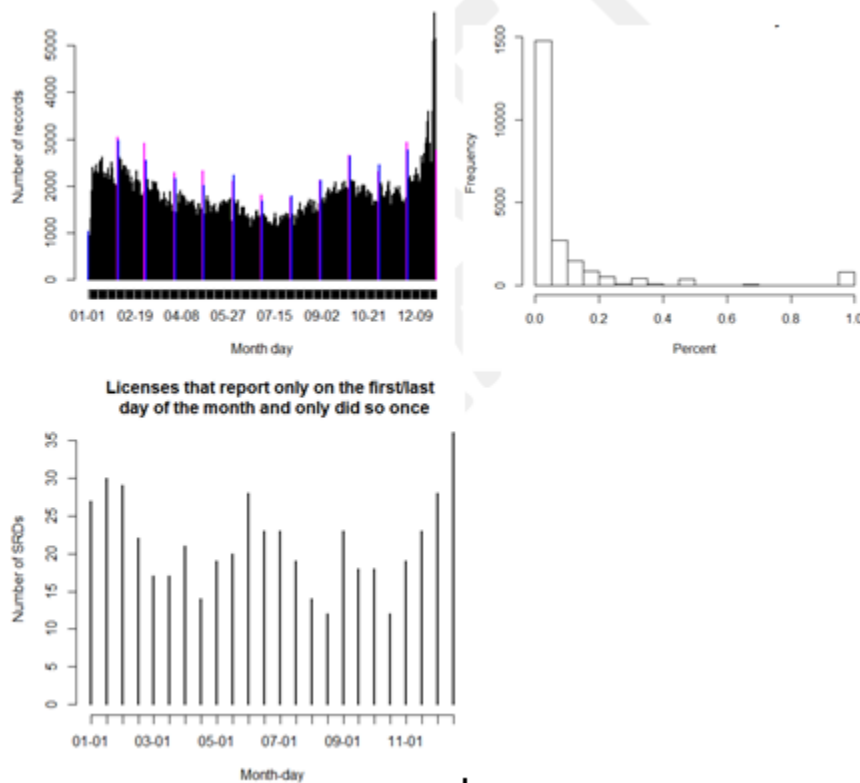 5000
4000
3000
2000
1000
0
Number of records
01-01 02-19 04-08 05-27 07-15 09-02 10-21 12-09
Month day
1500
10000
5000
0
Frequency
0.0 0.2 0.4 0.6 0.8 1.0
Percent
Licenses that report only on the first/last
day of the month and only did so once
35
30
25
20
15
10
5
0
Number of SRDs
01-01 03-01 05-01 07-01 09-01 11-01
Month-day